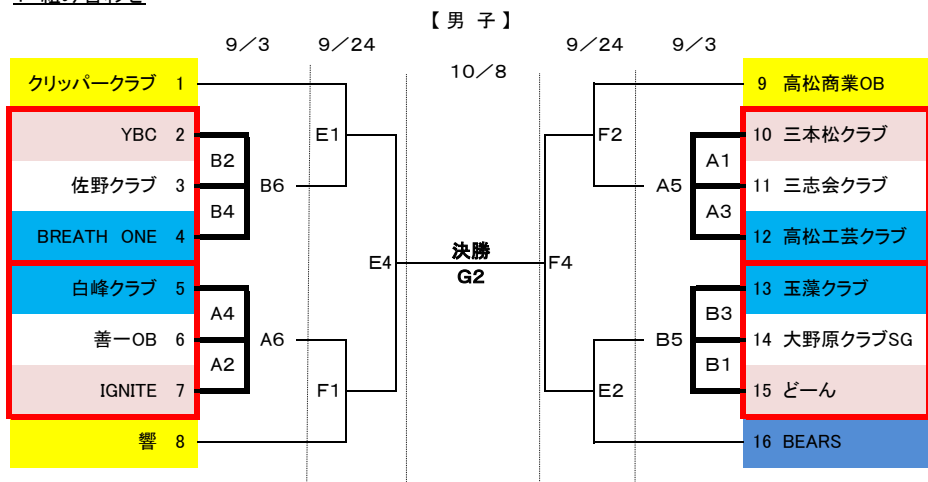 【 男 子 】
9／3 9／24 10／8 9／24 9／3
クリッパークラブ 1
YBC 2
佐野クラブ 3
BREATH ONE 4
白峰クラブ 5
善一OB 6
IGNITE 7
響 8
B2
B4
B6
A4
A2
A6
E1
F1
E4
決勝
G2
F4
F2
E2
A5
B5
A1
A3
B3
B1
9 高松商業OB
10 三本松クラブ
11 三志会クラブ
12 高松工芸クラブ
13 玉藻クラブ
14 大野原クラブSG
15 どーん
16 BEARS